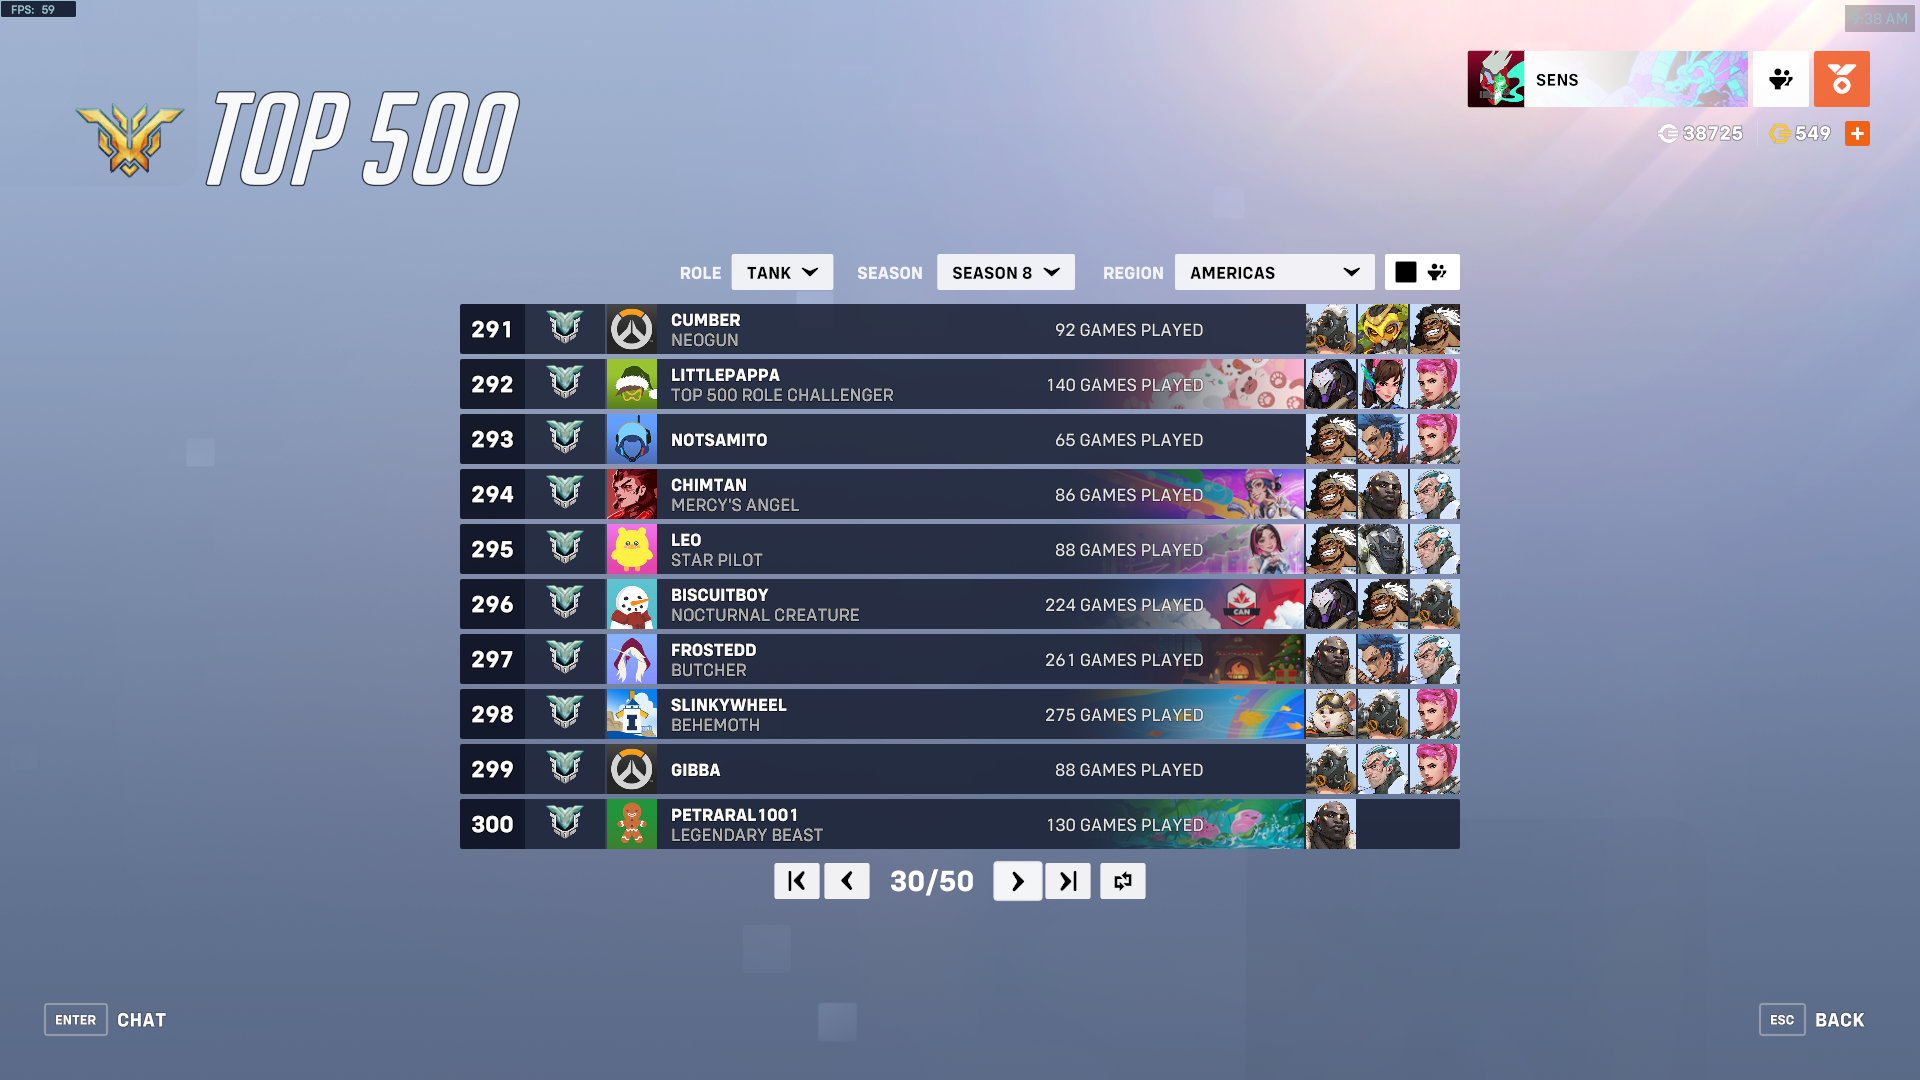 FPS: 59
:38 AM
TOP 500
SENS
38725
549
ROLE TANK SEASON SEASON 8 REGION AMERICAS
291 CUMBER 92 GAMES PLAYED
NEOGUN
292 LITTLEPAPPA 140 GAMES PLAYED
TOP 500 ROLE CHALLENGER
293 NOTSAMITO 65 GAMES PLAYED
294 CHIMTAN 86 GAMES PLAYED
MERCY'S ANGEL
295 LEO 88 GAMES PLAYED
STAR PILOT
296 BISCUITBOY 224 GAMES PLAYED
NOCTURNAL CREATURE
CAN
297 FROSTEDD 261 GAMES PLAYED
BUTCHER
298 SLINKYWHEEL 275 GAMES PLAYED
BEHEMOTH
299 GIBBA 88 GAMES PLAYED
300 PETRARAL1001 130 GAMES PLAYED
LEGENDARY BEAST
30/50
ENTER CHAT
ESC BACK